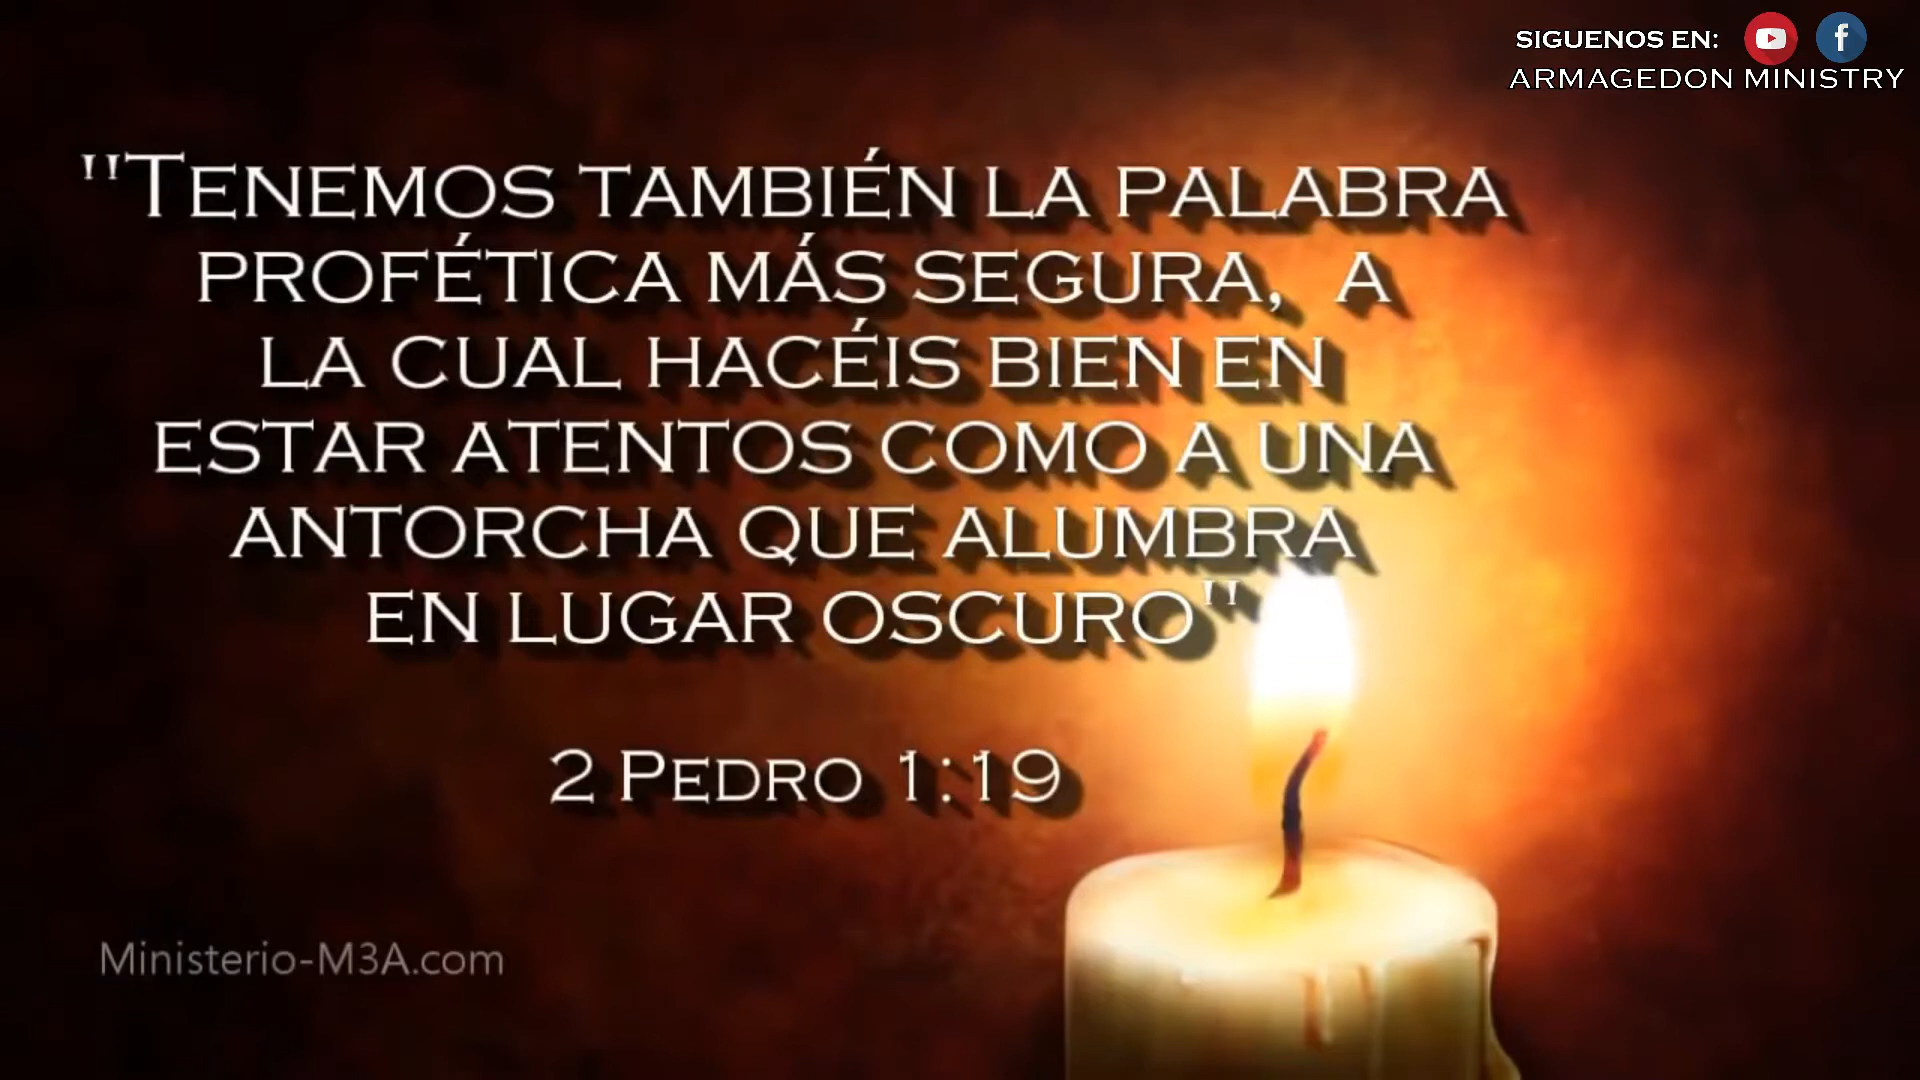 SIGUENOS EN:
ARMAGEDON MINISTRY
"TENEMOS TAMBIÉN LA PALABRA
PROFÉTICA MÁS SEGURA, A
LA CUAL HACÉIS BIEN EN
ESTAR ATENTOS COMO A UNA
ANTORCHA QUE ALUMBRA
EN LUGAR OSCURO"
2 PEDRO 1:19
Ministerio-M3A.com